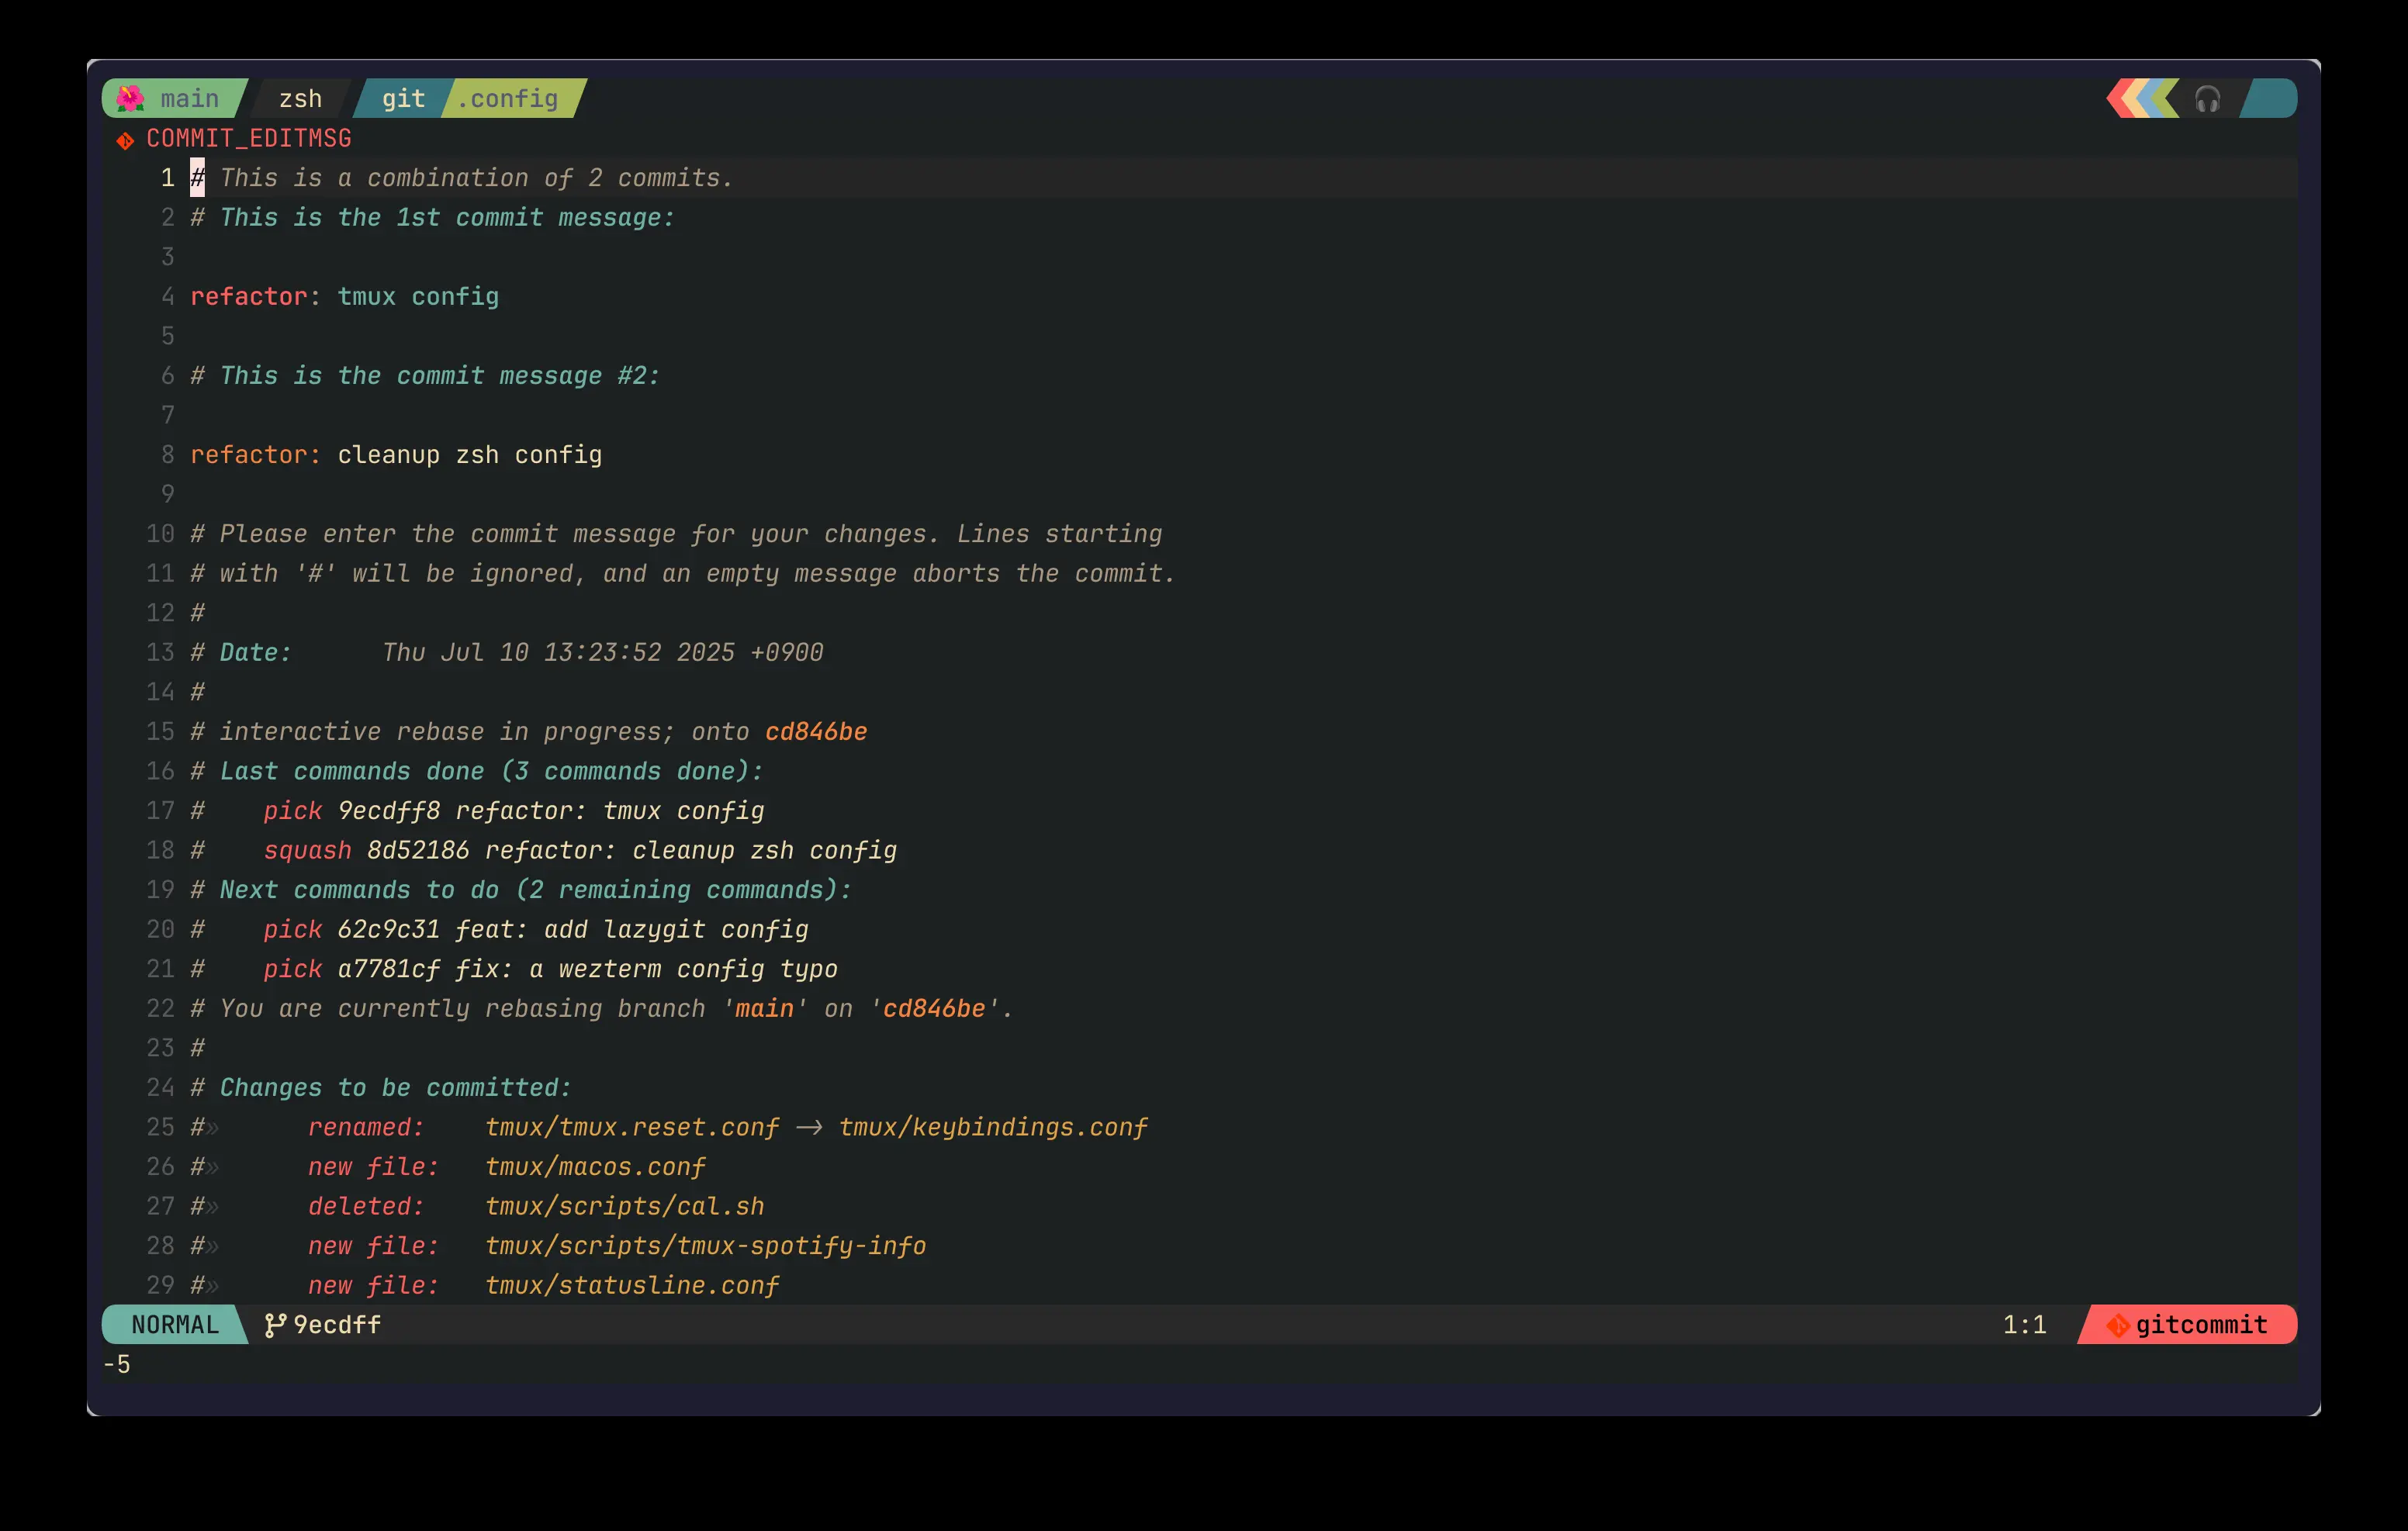 main zsh git .config
COMMIT_EDITMSG
1 # This is a combination of 2 commits.
2 # This is the 1st commit message:
3
4 refactor: tmux config
5
6 # This is the commit message #2:
7
8 refactor: cleanup zsh config
9
10 # Please enter the commit message for your changes. Lines starting
11 # with '#' will be ignored, and an empty message aborts the commit.
12 #
13 # Date:      Thu Jul 10 13:23:52 2025 +0900
14 #
15 # interactive rebase in progress; onto cd846be
16 # Last commands done (3 commands done):
17 #    pick 9ecdff8 refactor: tmux config
18 #    squash 8d52186 refactor: cleanup zsh config
19 # Next commands to do (2 remaining commands):
20 #    pick 62c9c31 feat: add lazygit config
21 #    pick a7781cf fix: a wezterm config typo
22 # You are currently rebasing branch 'main' on 'cd846be'.
23 #
24 # Changes to be committed:
25 #»      renamed:    tmux/tmux.reset.conf -> tmux/keybindings.conf
26 #»      new file:   tmux/macos.conf
27 #»      deleted:    tmux/scripts/cal.sh
28 #»      new file:   tmux/scripts/tmux-spotify-info
29 #»      new file:   tmux/statusline.conf
NORMAL 9ecdff 1:1 gitcommit
-5